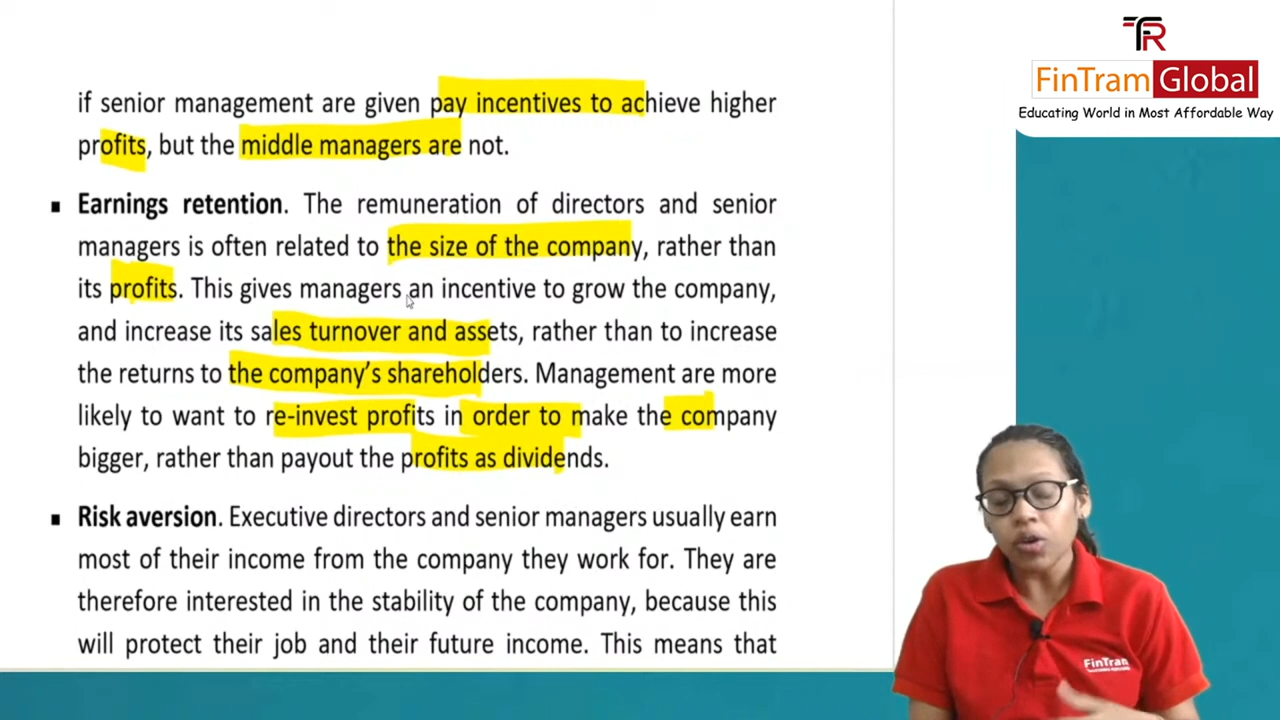 if senior management are given pay incentives to achieve higher
profits, but the middle managers are not.
▪ Earnings retention. The remuneration of directors and senior
managers is often related to the size of the company, rather than
its profits. This gives managers an incentive to grow the company,
and increase its sales turnover and assets, rather than to increase
the returns to the company's shareholders. Management are more
likely to want to re-invest profits in order to make the company
bigger, rather than payout the profits as dividends.
▪ Risk aversion. Executive directors and senior managers usually earn
most of their income from the company they work for. They are
therefore interested in the stability of the company, because this
will protect their job and their future income. This means that
FinTram Global
Educating World in Most Affordable Way
FinTram